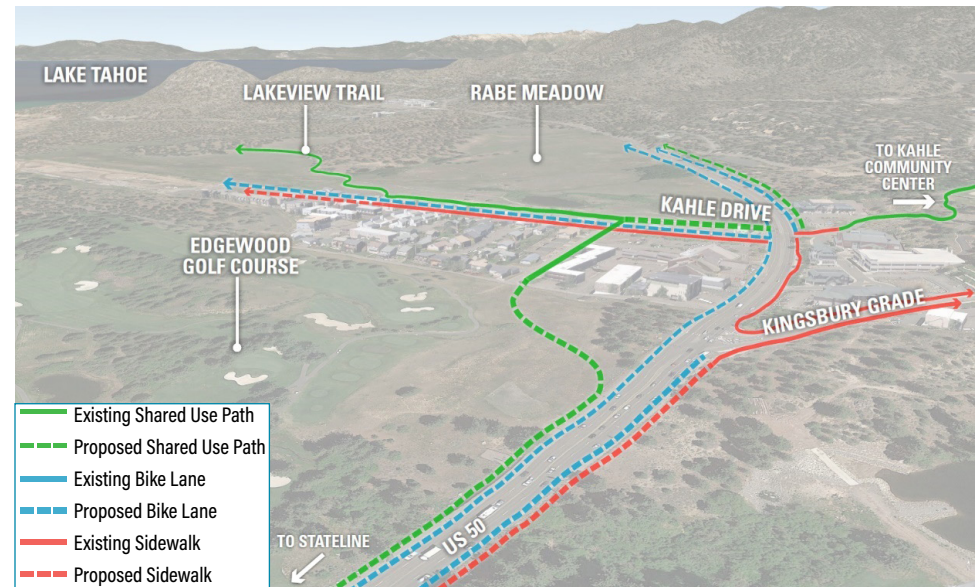 LAKE TAHOE
LAKEVIEW TRAIL
RABE MEADOW
TO KAHLE
COMMUNITY
CENTER
KAHLE DRIVE
EDGEWOOD
GOLF COURSE
KINGSBURY GRADE
Existing Shared Use Path
Proposed Shared Use Path
Existing Bike Lane
Proposed Bike Lane
Existing Sidewalk
Proposed Sidewalk
TO STATELINE
US 50